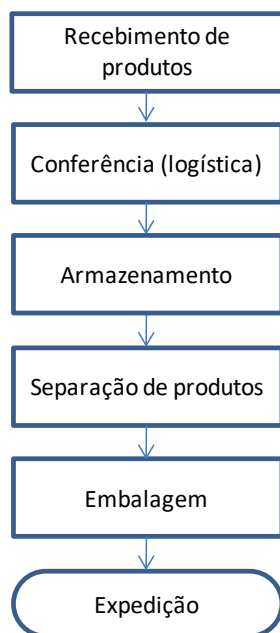 Recebimento de
produtos
Conferência (logística)
Armazenamento
Separação de produtos
Embalagem
Expedição